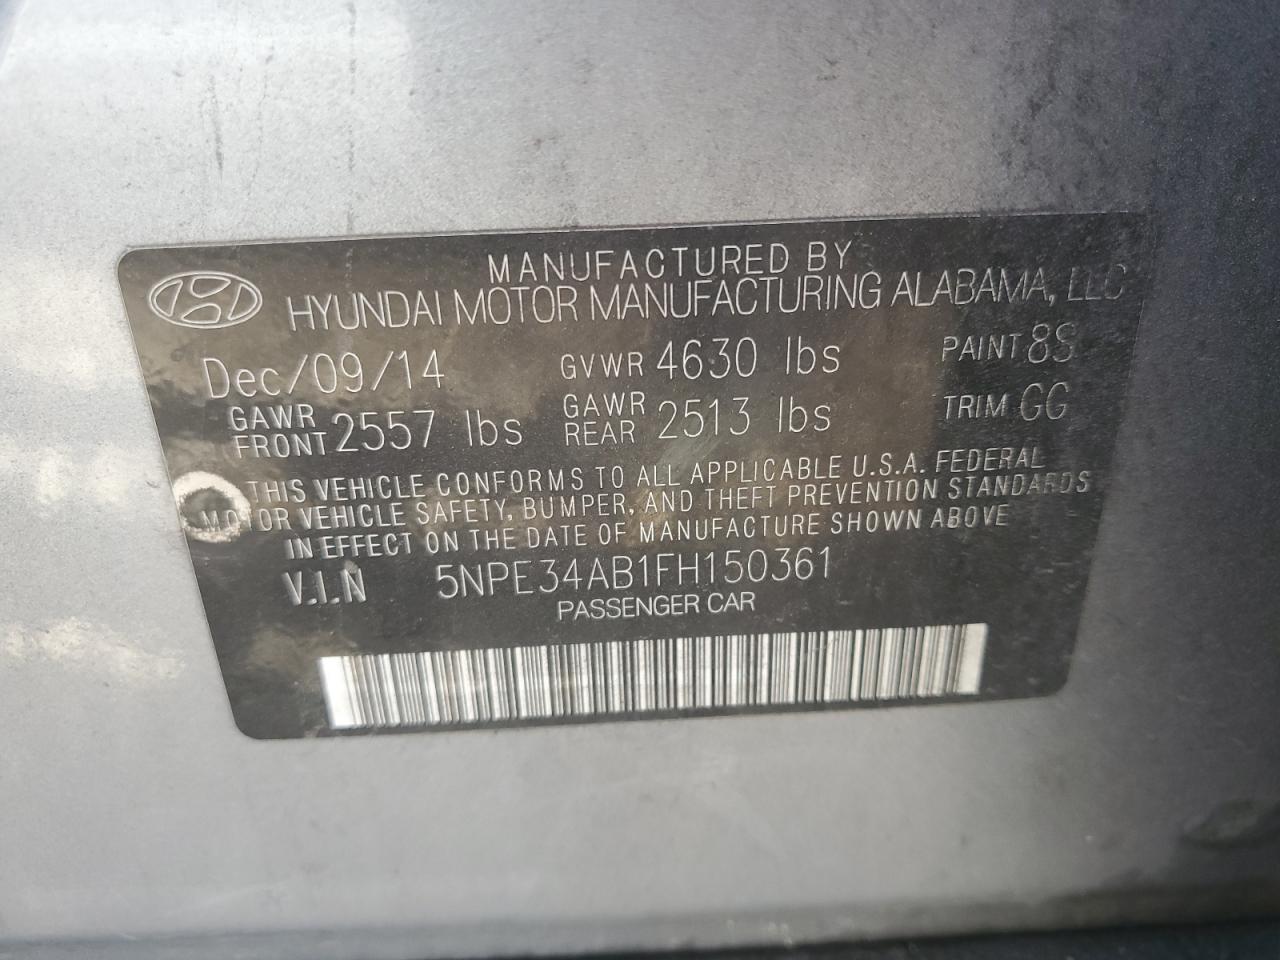 MANUFACTURED BY
HYUNDAI MOTOR MANUFACTURING ALABAMA, LLC
Dec/09/14 GVWR 4630 lbs PAINT 8S
GAWR FRONT 2557 lbs GAWR REAR 2513 lbs TRIM GG
THIS VEHICLE CONFORMS TO ALL APPLICABLE U.S.A. FEDERAL
MOTOR VEHICLE SAFETY, BUMPER, AND THEFT PREVENTION STANDARDS
IN EFFECT ON THE DATE OF MANUFACTURE SHOWN ABOVE
V.I.N 5NPE34AB1FH150361
PASSENGER CAR